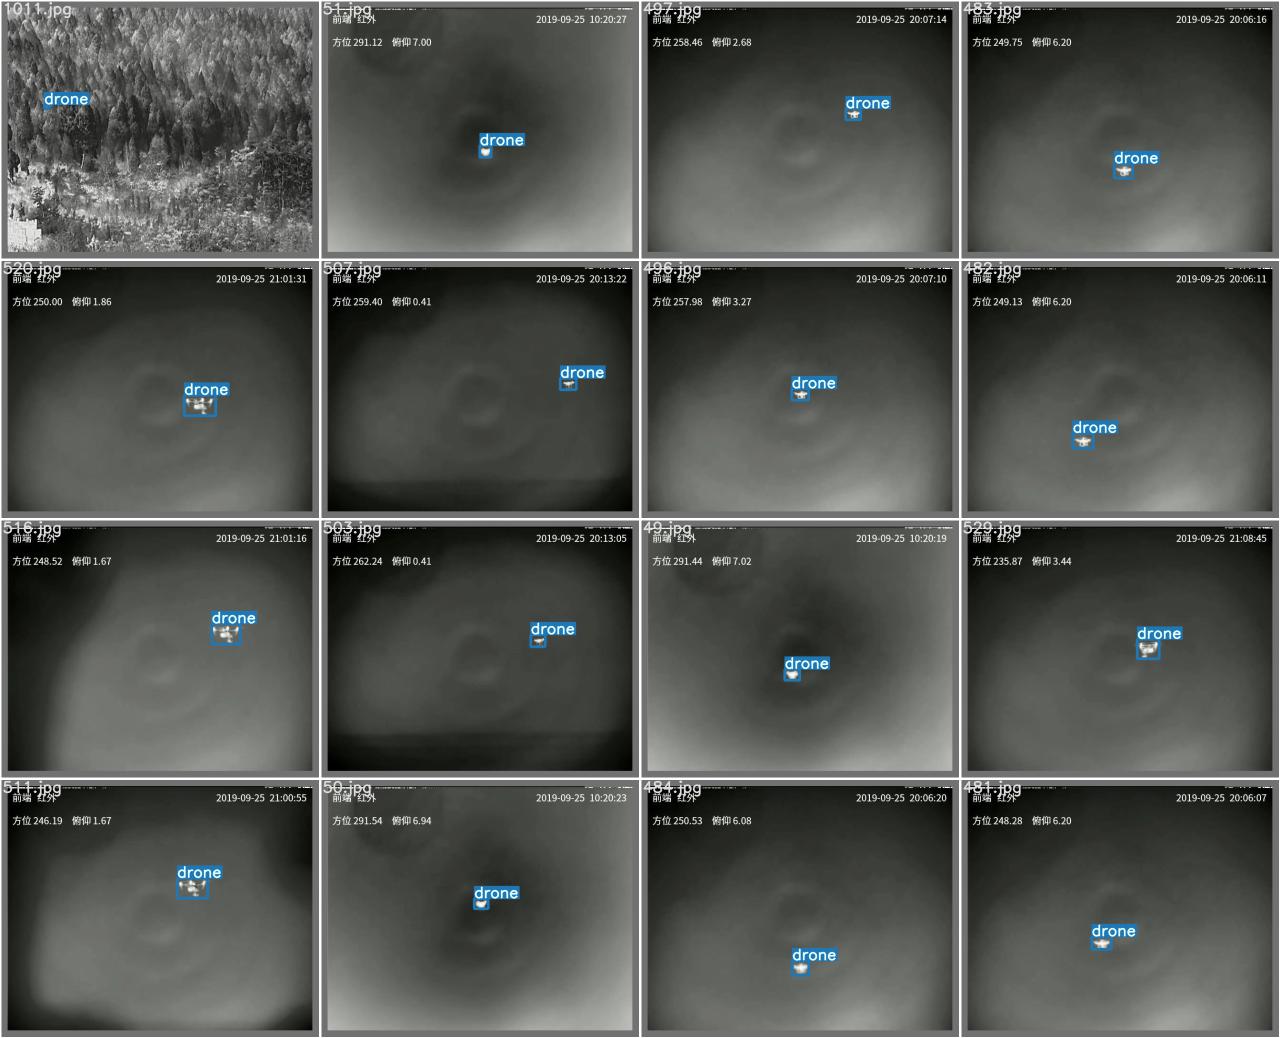 1011.jpg
drone
51.jpg
前端 红外
2019-09-25 10:20:27
方位 291.12 俯仰 7.00
drone
497.jpg
前端 红外
2019-09-25 20:07:14
方位 258.46 俯仰 2.68
drone
483.jpg
前端 红外
2019-09-25 20:06:16
方位 249.75 俯仰 6.20
drone
520.jpg
前端 红外
2019-09-25 21:01:31
方位 250.00 俯仰 1.86
drone
507.jpg
前端 红外
2019-09-25 20:13:22
方位 259.40 俯仰 0.41
drone
496.jpg
前端 红外
2019-09-25 20:07:10
方位 257.98 俯仰 3.27
drone
482.jpg
前端 红外
2019-09-25 20:06:11
方位 249.13 俯仰 6.20
drone
516.jpg
前端 红外
2019-09-25 21:01:16
方位 248.52 俯仰 1.67
drone
503.jpg
前端 红外
2019-09-25 20:13:05
方位 262.24 俯仰 0.41
drone
49.jpg
前端 红外
2019-09-25 10:20:19
方位 291.44 俯仰 7.02
drone
529.jpg
前端 红外
2019-09-25 21:08:45
方位 235.87 俯仰 3.44
drone
511.jpg
前端 红外
2019-09-25 21:00:55
方位 246.19 俯仰 1.67
drone
50.jpg
前端 红外
2019-09-25 10:20:23
方位 291.54 俯仰 6.94
drone
484.jpg
前端 红外
2019-09-25 20:06:20
方位 250.53 俯仰 6.08
drone
481.jpg
前端 红外
2019-09-25 20:06:07
方位 248.28 俯仰 6.20
drone